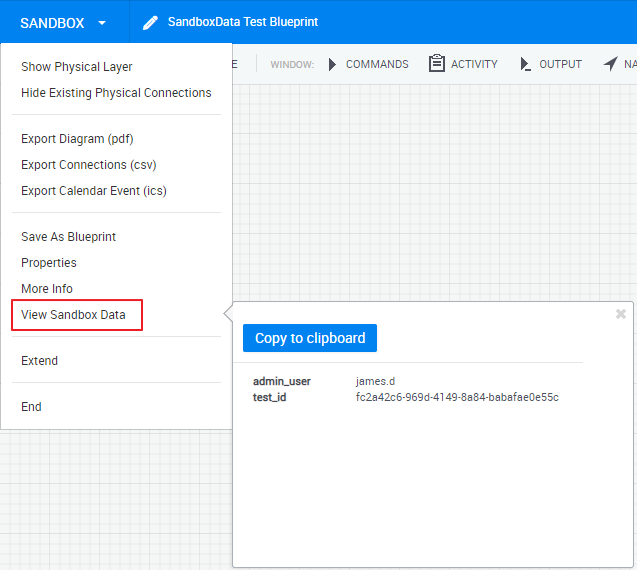 SANDBOX
SandboxData Test Blueprint
E WINDOW: COMMANDS ACTIVITY OUTPUT NA
Show Physical Layer
Hide Existing Physical Connections
Export Diagram (pdf)
Export Connections (csv)
Export Calendar Event (ics)
Save As Blueprint
Properties
More Info
View Sandbox Data
Extend
End
Copy to clipboard
admin_user james.d
test_id fc2a42c6-969d-4149-8a84-babafae0e55c